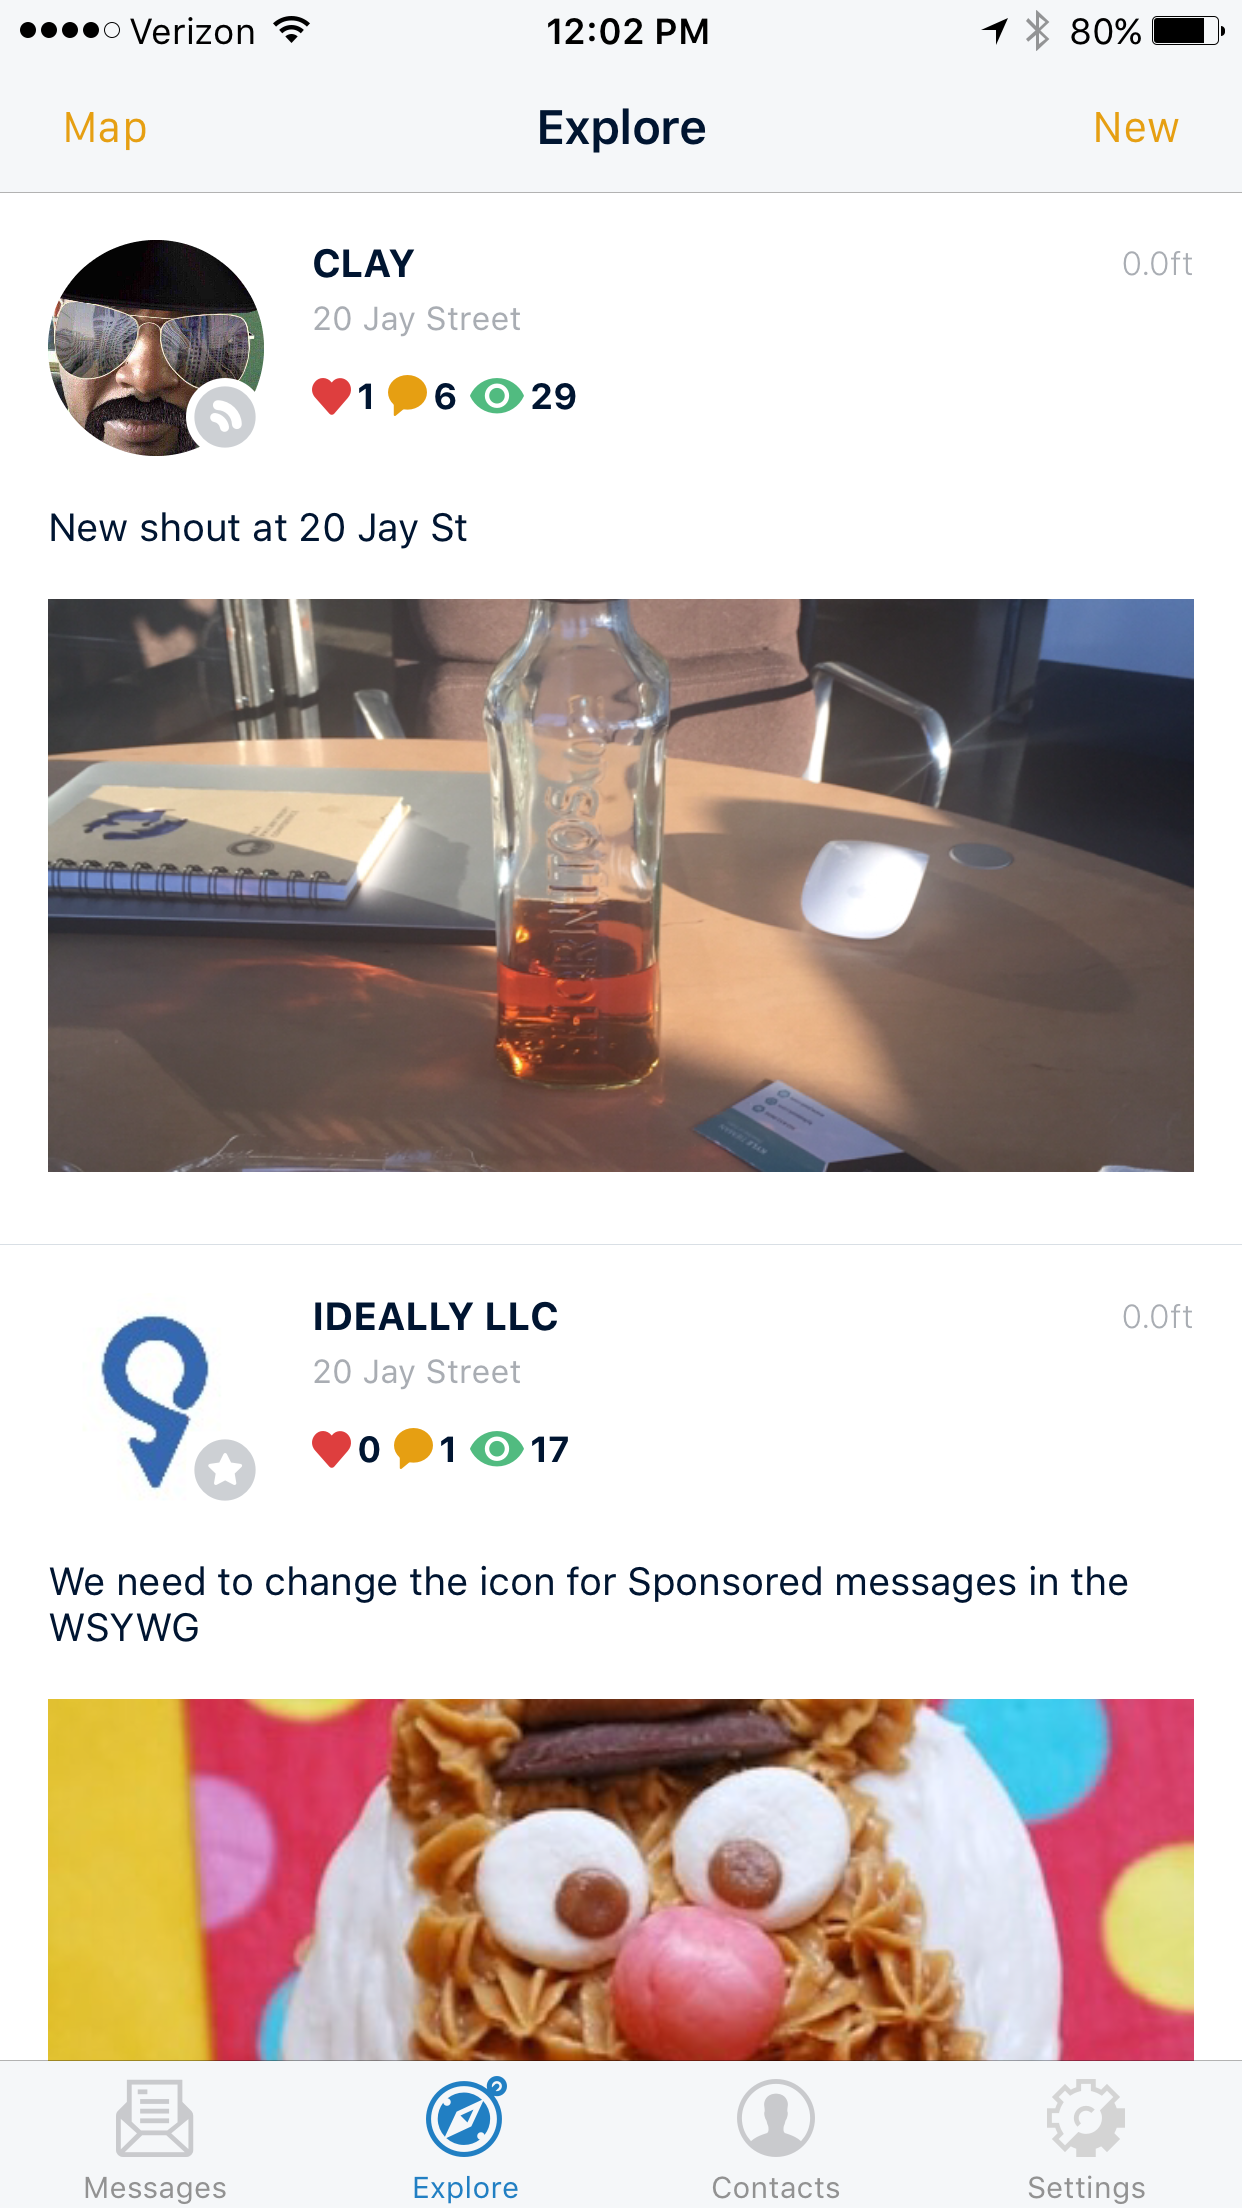 Verizon 12:02 PM 80%
Map Explore New
CLAY 0.0ft
20 Jay Street
1 6 29
New shout at 20 Jay St
IDEALLY LLC 0.0ft
20 Jay Street
0 1 17
We need to change the icon for Sponsored messages in the
WSYWG
Messages Explore Contacts Settings